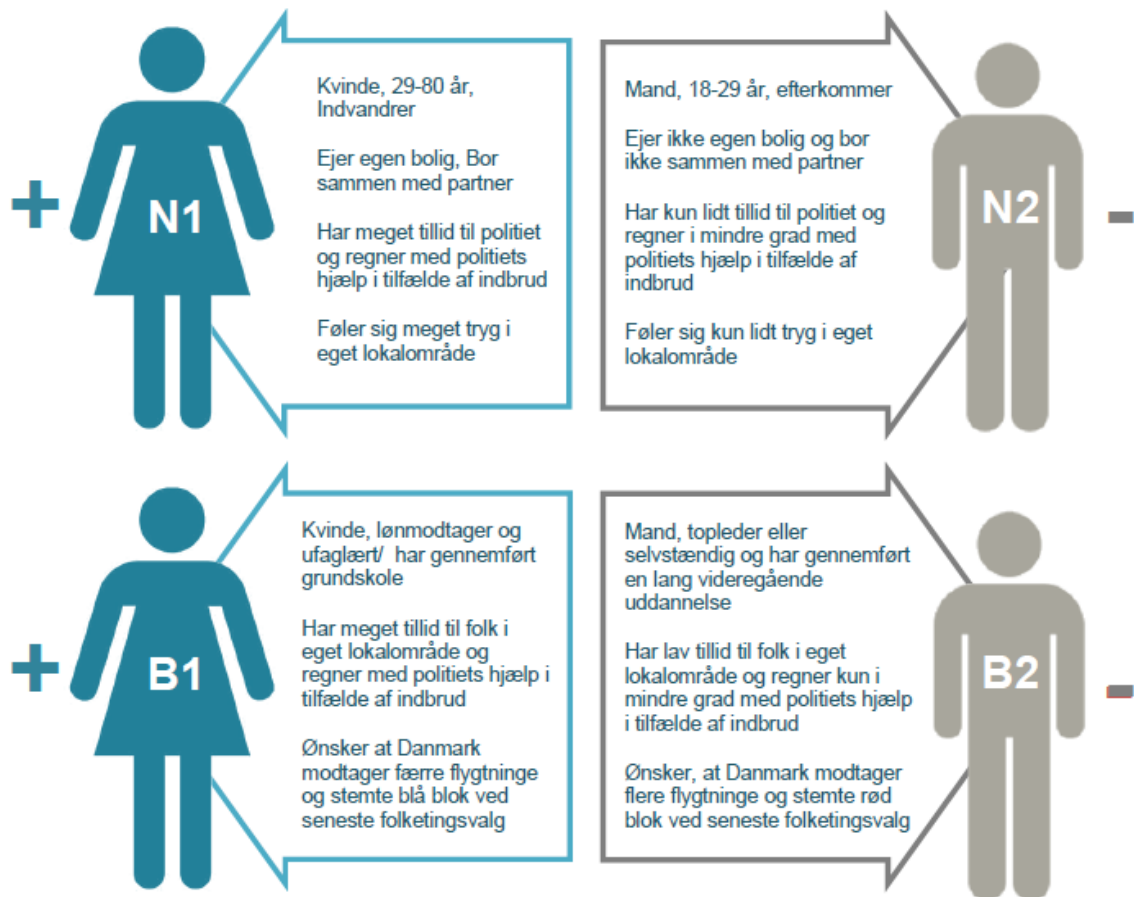 +
N1
Kvinde, 29-80 år,
Indvandrer
Ejer egen bolig, Bor
sammen med partner
Har meget tillid til politiet
og regner med politiets
hjælp i tilfælde af indbrud
Føler sig meget tryg i
eget lokalområde
Mand, 18-29 år, efterkommer
Ejer ikke egen bolig og bor
ikke sammen med partner
Har kun lidt tillid til politiet og
regner i mindre grad med
politiets hjælp i tilfælde af
indbrud
Føler sig kun lidt tryg i eget
lokalområde
N2
-
+
B1
Kvinde, lønmodtager og
ufaglært/ har gennemført
grundskole
Har meget tillid til folk i
eget lokalområde og
regner med politiets hjælp i
tilfælde af indbrud
Ønsker at Danmark
modtager færre flygtninge
og stemte blå blok ved
seneste folketingsvalg
Mand, topleder eller
selvstændig og har gennemført
en lang videregående
uddannelse
Har lav tillid til folk i eget
lokalområde og regner kun i
mindre grad med politiets hjælp
i tilfælde af indbrud
Ønsker, at Danmark modtager
flere flygtninge og stemte rød
blok ved seneste folketingsvalg
B2
-